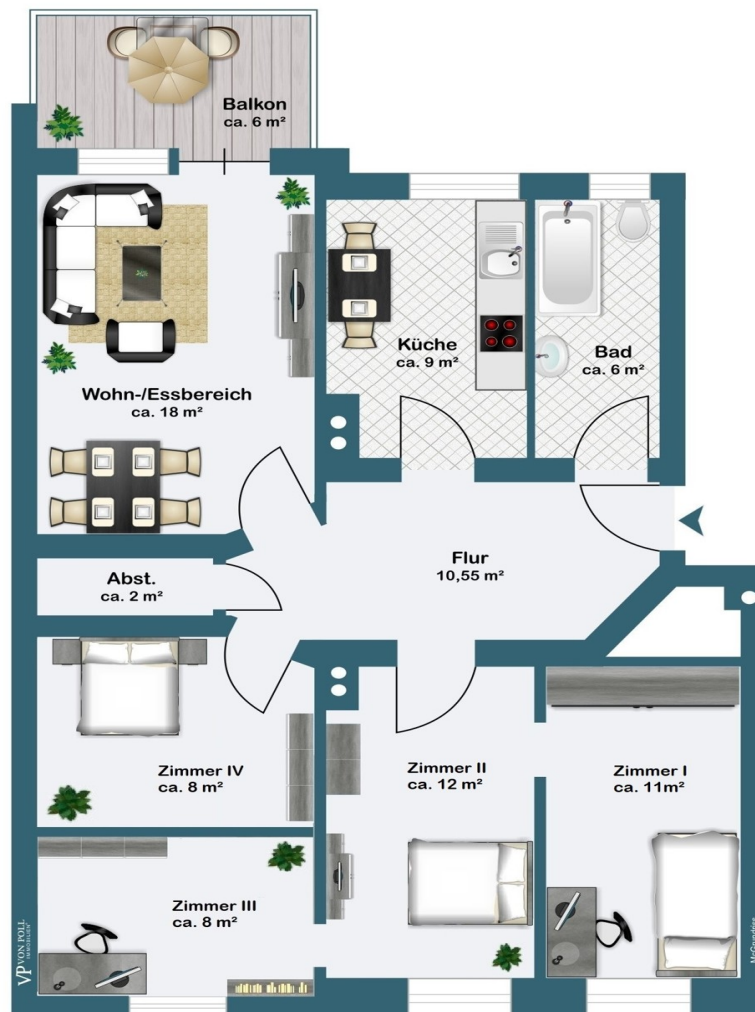 Balkon
ca. 6 m²
Küche
ca. 9 m²
Bad
ca. 6 m²
Wohn-/Essbereich
ca. 18 m²
Flur
10,55 m²
Abst.
ca. 2 m²
Zimmer IV
ca. 8 m²
Zimmer II
ca. 12 m²
Zimmer I
ca. 11m²
Zimmer III
ca. 8 m²
VP VON POLL
IMMOBILIEN
McGrundriss